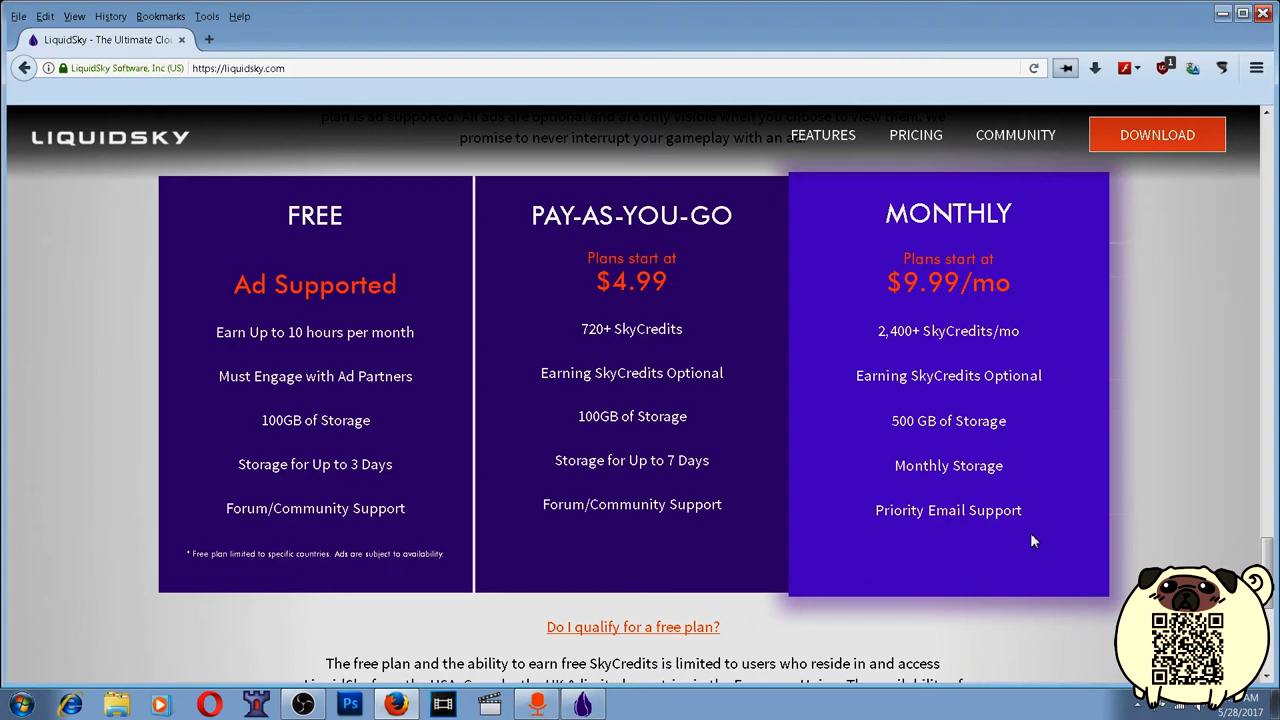 File Edit View History Bookmarks Tools Help
LiquidSky - The Ultimate Clo
LiquidSky Software, Inc (US) https://liquidsky.com
1
plan is ad supported. All ads are optional and are only visible when you choose to view them. We
promise to never interrupt your gameplay with an ad.
LIQUIDSKY
FEATURES PRICING COMMUNITY DOWNLOAD
FREE
Ad Supported
Earn Up to 10 hours per month
Must Engage with Ad Partners
100GB of Storage
Storage for Up to 3 Days
Forum/Community Support
* Free plan limited to specific countries. Ads are subject to availability.
PAY-AS-YOU-GO
Plans start at
$4.99
720+ SkyCredits
Earning SkyCredits Optional
100GB of Storage
Storage for Up to 7 Days
Forum/Community Support
MONTHLY
Plans start at
$9.99/mo
2,400+ SkyCredits/mo
Earning SkyCredits Optional
500 GB of Storage
Monthly Storage
Priority Email Support
Do I qualify for a free plan?
The free plan and the ability to earn free SkyCredits is limited to users who reside in and access
Ps
AM
5/28/2017